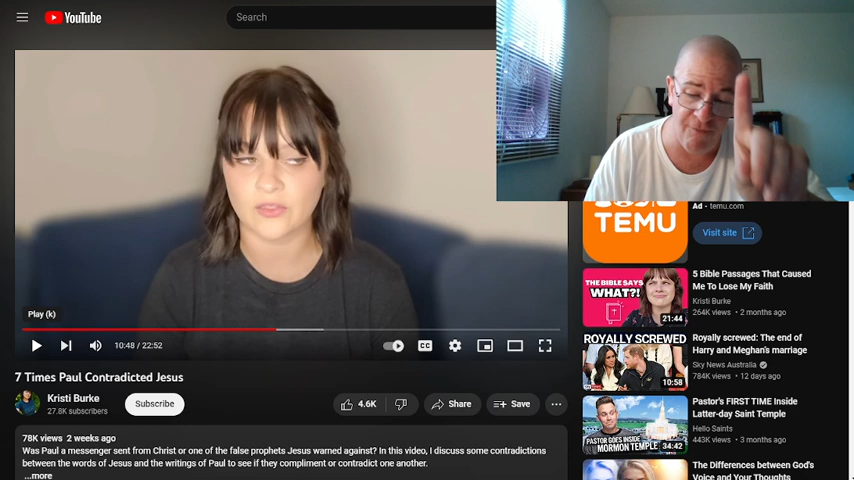 YouTube
Search
Play (k)
10:48 / 22:52
CC
7 Times Paul Contradicted Jesus
Kristi Burke
27.8K subscribers
Subscribe
4.6K
Share
Save
78K views 2 weeks ago
Was Paul a messenger sent from Christ or one of the false prophets Jesus warned against? In this video, I discuss some contradictions
between the words of Jesus and the writings of Paul to see if they compliment or contradict one another.
...more
TEMU
Ad · temu.com
Visit site
THE BIBLE SAYS
WHAT?!
21:44
5 Bible Passages That Caused
Me To Lose My Faith
Kristi Burke
264K views • 2 months ago
ROYALLY SCREWED
10:58
Royally screwed: The end of
Harry and Meghan's marriage
Sky News Australia
784K views • 12 days ago
PASTOR GOES INSIDE
MORMON TEMPLE
34:42
Pastor's FIRST TIME Inside
Latter-day Saint Temple
Hello Saints
443K views • 3 months ago
The Differences between God's
Voice and Your Thoughts